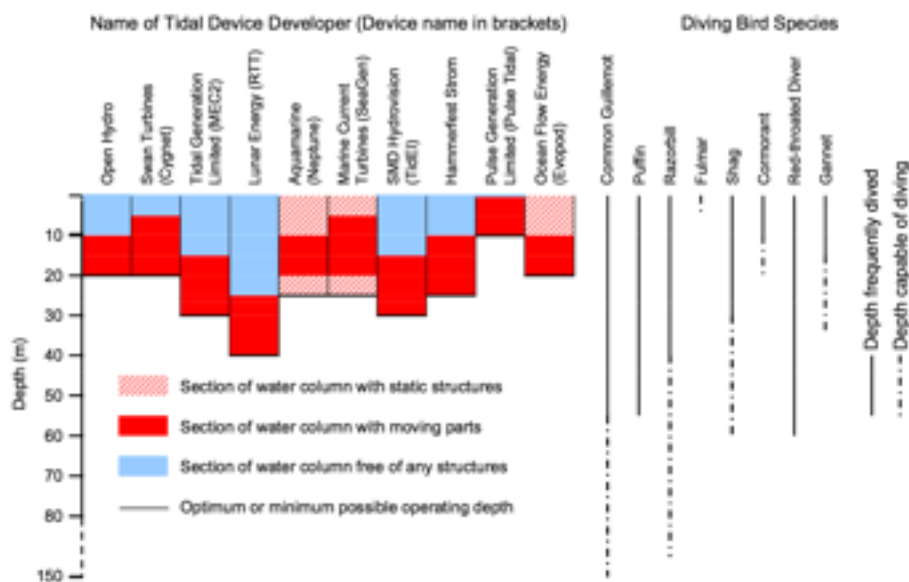 Name of Tidal Device Developer (Device name in brackets)
Diving Bird Species
Open Hydro
Swan Turbines
(Cygnet)
Tidal Generation
Limited (MEC2)
Lunar Energy (RTT)
Aquamarine
(Neptune)
Marine Current
Turbines (SeaGen)
SMD Hydrovision
(TidEl)
Hammerfest Strom
Pulse Generation
Limited (Pulse Tidal)
Ocean Flow Energy
(Evopod)
Common Guillemot
Puffin
Razorbill
Fulmar
Shag
Cormorant
Red-throated Diver
Gannet
Depth frequently dived
Depth capable of diving
Depth (m)
10
20
30
40
50
60
70
80
150
Section of water column with static structures
Section of water column with moving parts
Section of water column free of any structures
Optimum or minimum possible operating depth